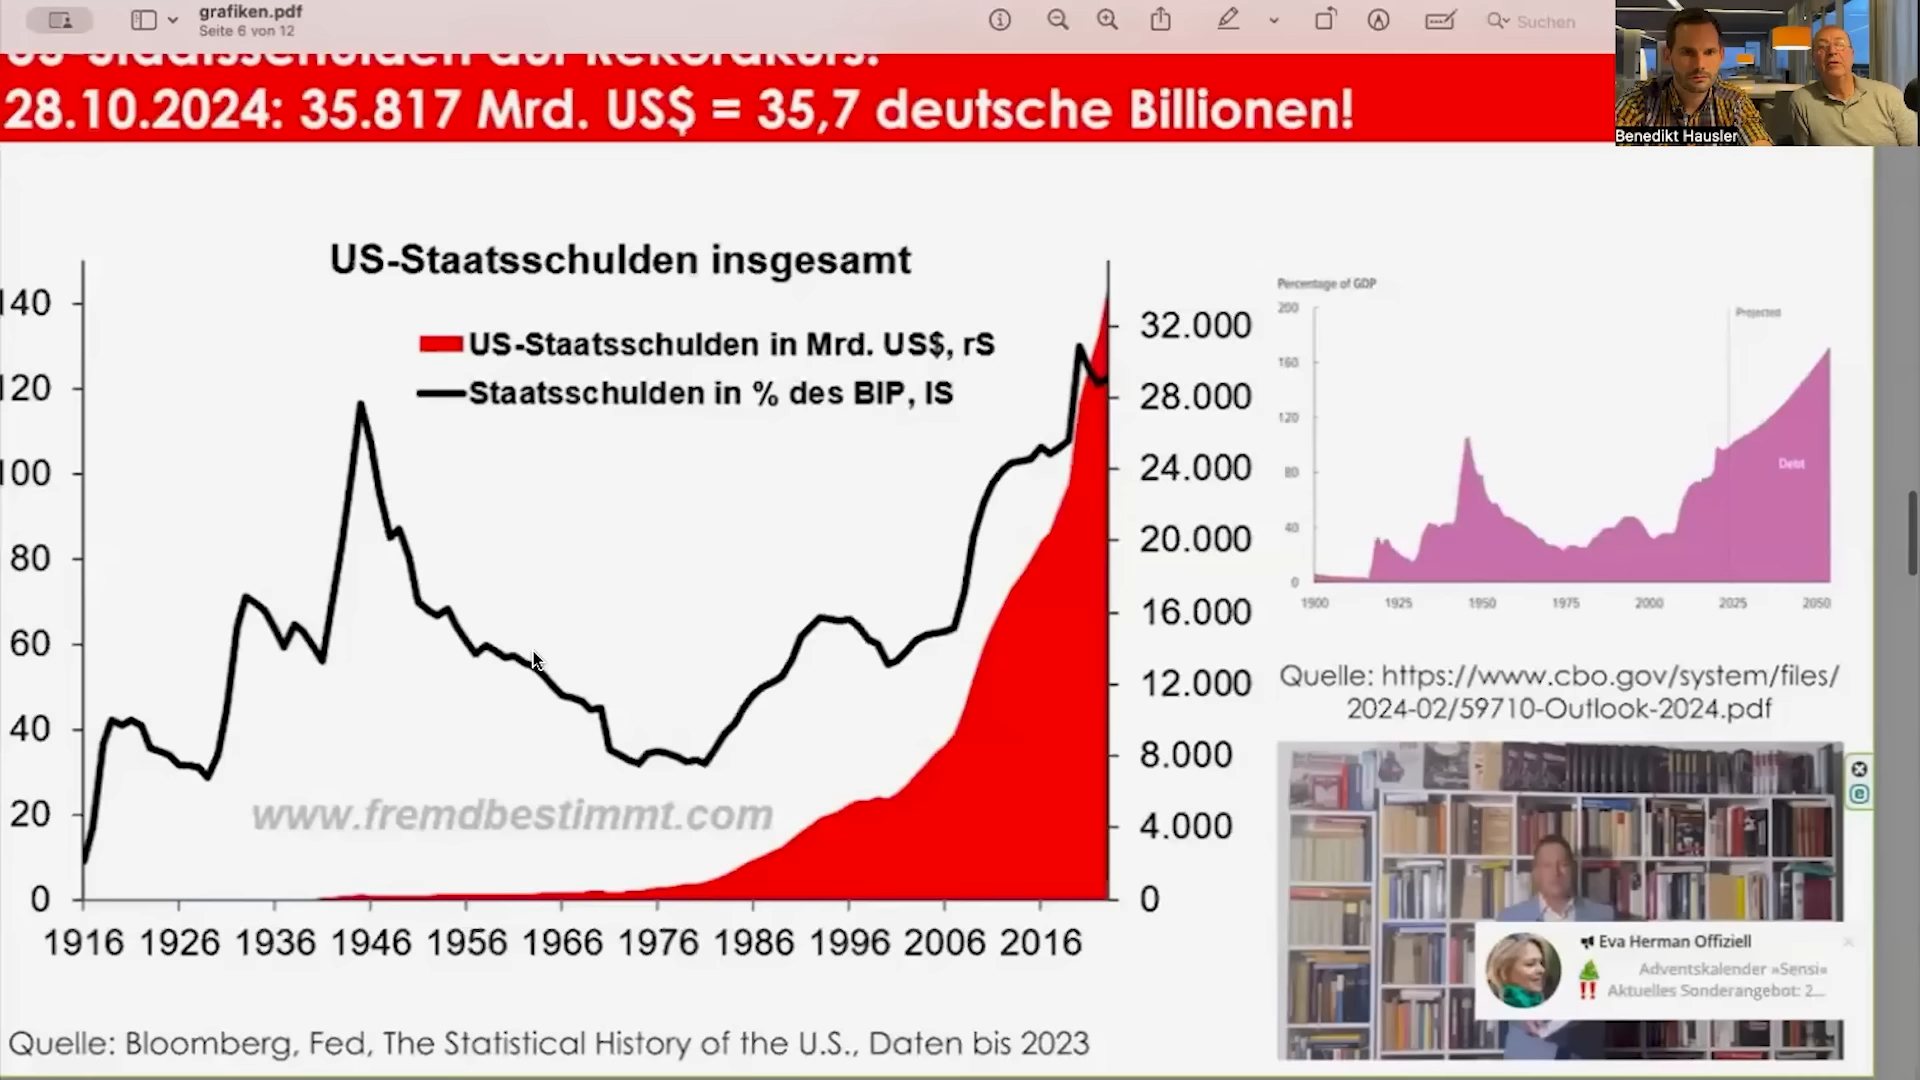 grafiken.pdf
Seite 6 von 12
Suchen
Benedikt Hausler
US-Staatsschulden auf Rekordkurs:
28.10.2024: 35.817 Mrd. US$ = 35,7 deutsche Billionen!
US-Staatsschulden insgesamt
US-Staatsschulden in Mrd. US$, rS
Staatsschulden in % des BIP, lS
140
120
100
80
60
40
20
0
32.000
28.000
24.000
20.000
16.000
12.000
8.000
4.000
0
1916 1926 1936 1946 1956 1966 1976 1986 1996 2006 2016
www.fremdbestimmt.com
Quelle: Bloomberg, Fed, The Statistical History of the U.S., Daten bis 2023
Percentage of GDP
200
160
120
80
40
0
Projected
Debt
1900 1925 1950 1975 2000 2025 2050
Quelle: https://www.cbo.gov/system/files/
2024-02/59710-Outlook-2024.pdf
Eva Herman Offiziell
Adventskalender »Sensi«
Aktuelles Sonderangebot: 2...